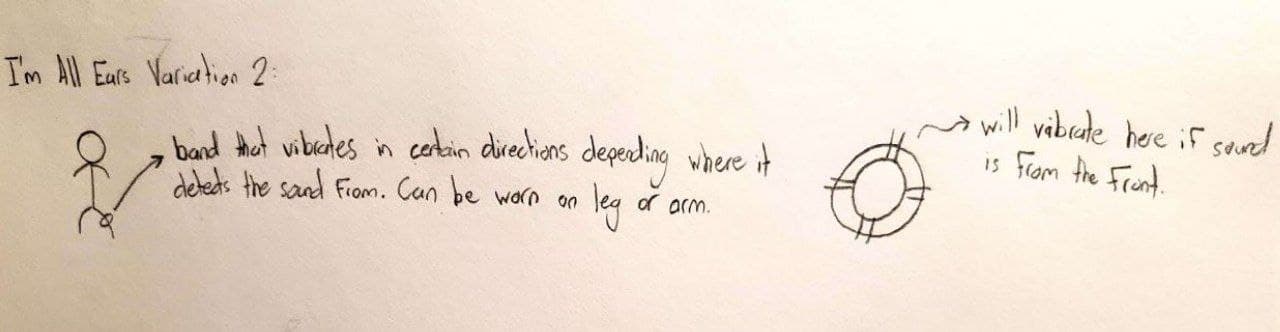 I'm All Ears Variation 2:
band that vibrates in certain directions depending where it
detects the sound from. Can be worn on leg or arm.
will vibrate here if sound
is from the front.